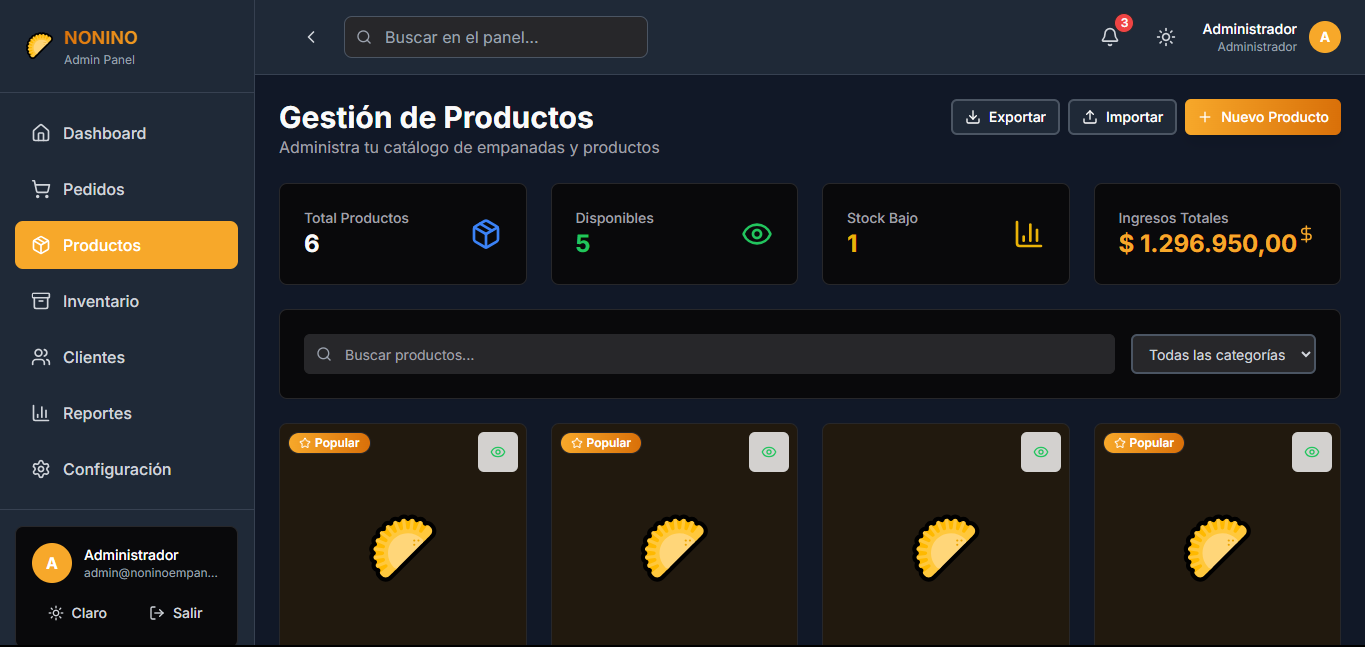 NONINO
Admin Panel
Dashboard
Pedidos
Productos
Inventario
Clientes
Reportes
Configuración
A
Administrador
admin@noninoempan...
Claro
Salir
Buscar en el panel...
3
Administrador
Administrador
A
Gestión de Productos
Administra tu catálogo de empanadas y productos
Exportar
Importar
Nuevo Producto
Total Productos
6
Disponibles
5
Stock Bajo
1
Ingresos Totales
$ 1.296.950,00
Buscar productos...
Todas las categorías
Popular
Popular
Popular